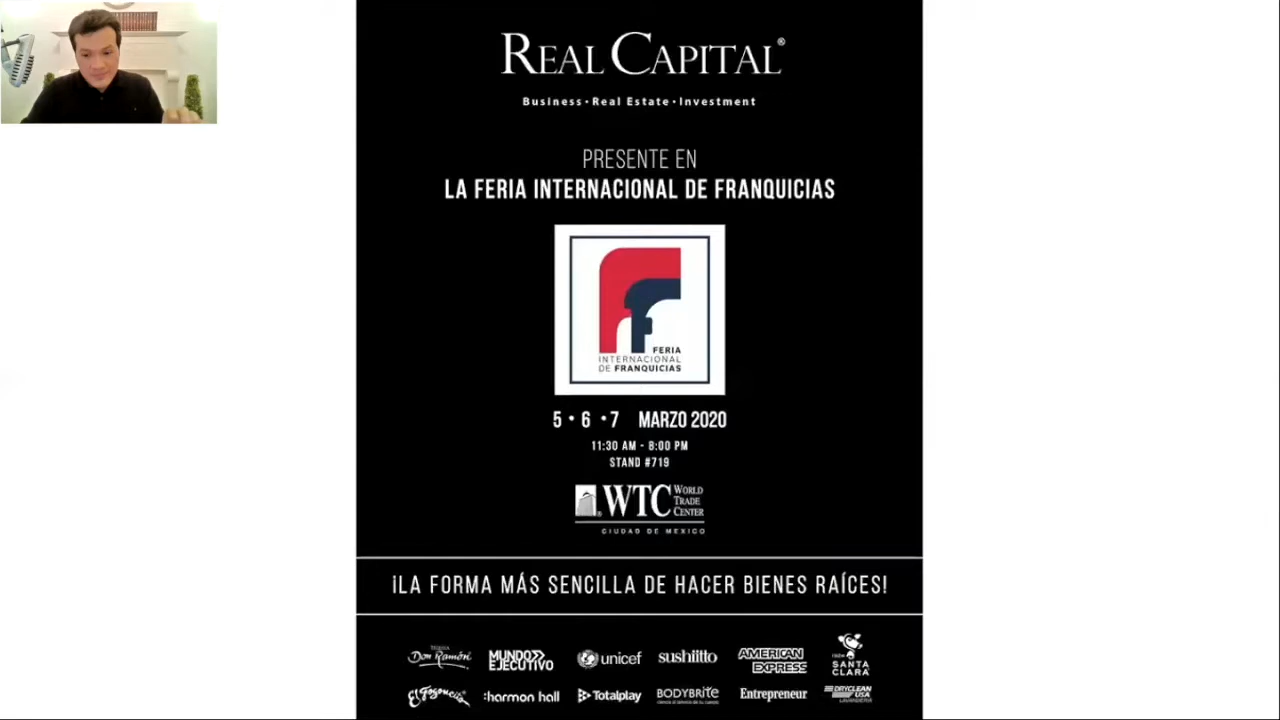 REAL CAPITAL®
Business • Real Estate • Investment
PRESENTE EN
LA FERIA INTERNACIONAL DE FRANQUICIAS
FERIA
INTERNACIONAL
DE FRANQUICIAS
5 • 6 • 7 MARZO 2020
11:30 AM - 8:00 PM
STAND #719
WTC WORLD TRADE CENTER
CIUDAD DE MEXICO
¡LA FORMA MÁS SENCILLA DE HACER BIENES RAÍCES!
Don Ramón MUNDO EJECUTIVO unicef sushiitto AMERICAN EXPRESS SANTA CLARA
El Fogoncito :harmon hall Totalplay BODYBRITE Entrepreneur DRYCLEAN USA